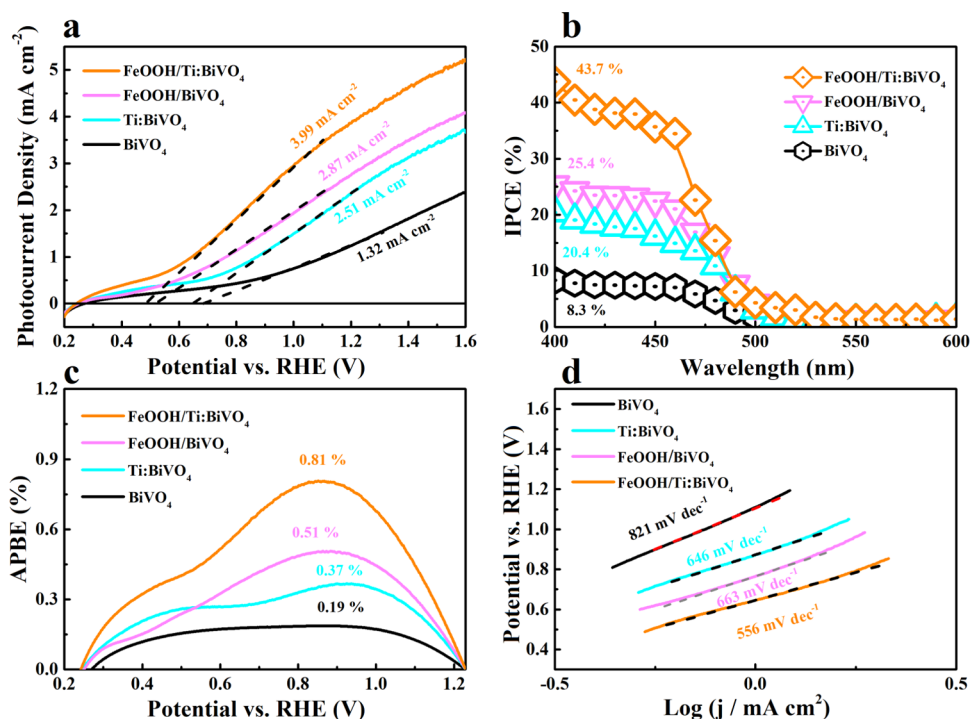 a
Photocurrent Density (mA cm⁻²)
5
4
3
2
1
0
FeOOH/Ti:BiVO₄
FeOOH/BiVO₄
Ti:BiVO₄
BiVO₄
3.99 mA cm⁻²
2.87 mA cm⁻²
2.51 mA cm⁻²
1.32 mA cm⁻²
0.2 0.4 0.6 0.8 1.0 1.2 1.4 1.6
Potential vs. RHE (V)
b
IPCE (%)
50
40
30
20
10
0
43.7 %
25.4 %
20.4 %
8.3 %
FeOOH/Ti:BiVO₄
FeOOH/BiVO₄
Ti:BiVO₄
BiVO₄
400 450 500 550 600
Wavelength (nm)
c
APBE (%)
1.2
0.9
0.6
0.3
0.0
FeOOH/Ti:BiVO₄
FeOOH/BiVO₄
Ti:BiVO₄
BiVO₄
0.81 %
0.51 %
0.37 %
0.19 %
0.2 0.4 0.6 0.8 1.0 1.2
Potential vs. RHE (V)
d
Potential vs. RHE (V)
1.6
1.4
1.2
1.0
0.8
0.6
0.4
BiVO₄
Ti:BiVO₄
FeOOH/BiVO₄
FeOOH/Ti:BiVO₄
821 mV dec⁻¹
646 mV dec⁻¹
663 mV dec⁻¹
556 mV dec⁻¹
-0.5 0.0 0.5
Log (j / mA cm²)